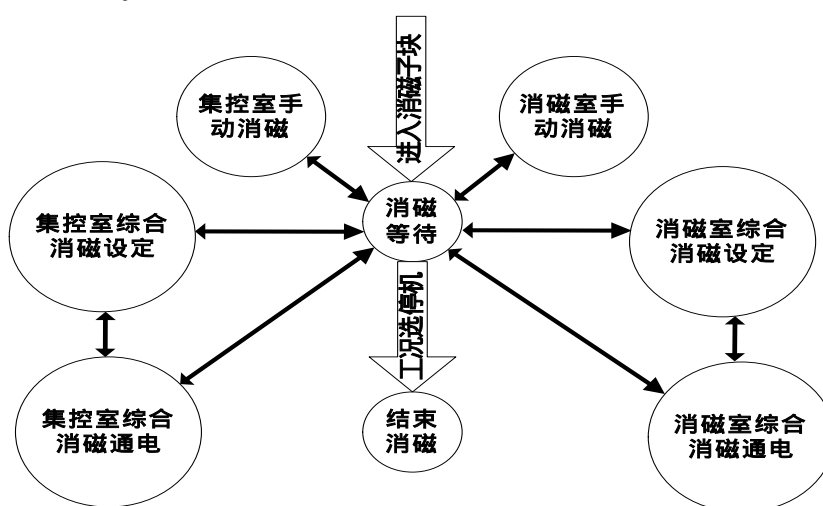 进入消磁子块
集控室手
动消磁
消磁室手
动消磁
消磁
等待
集控室综合
消磁设定
消磁室综合
消磁设定
工况选停机
集控室综合
消磁通电
结束
消磁
消磁室综合
消磁通电